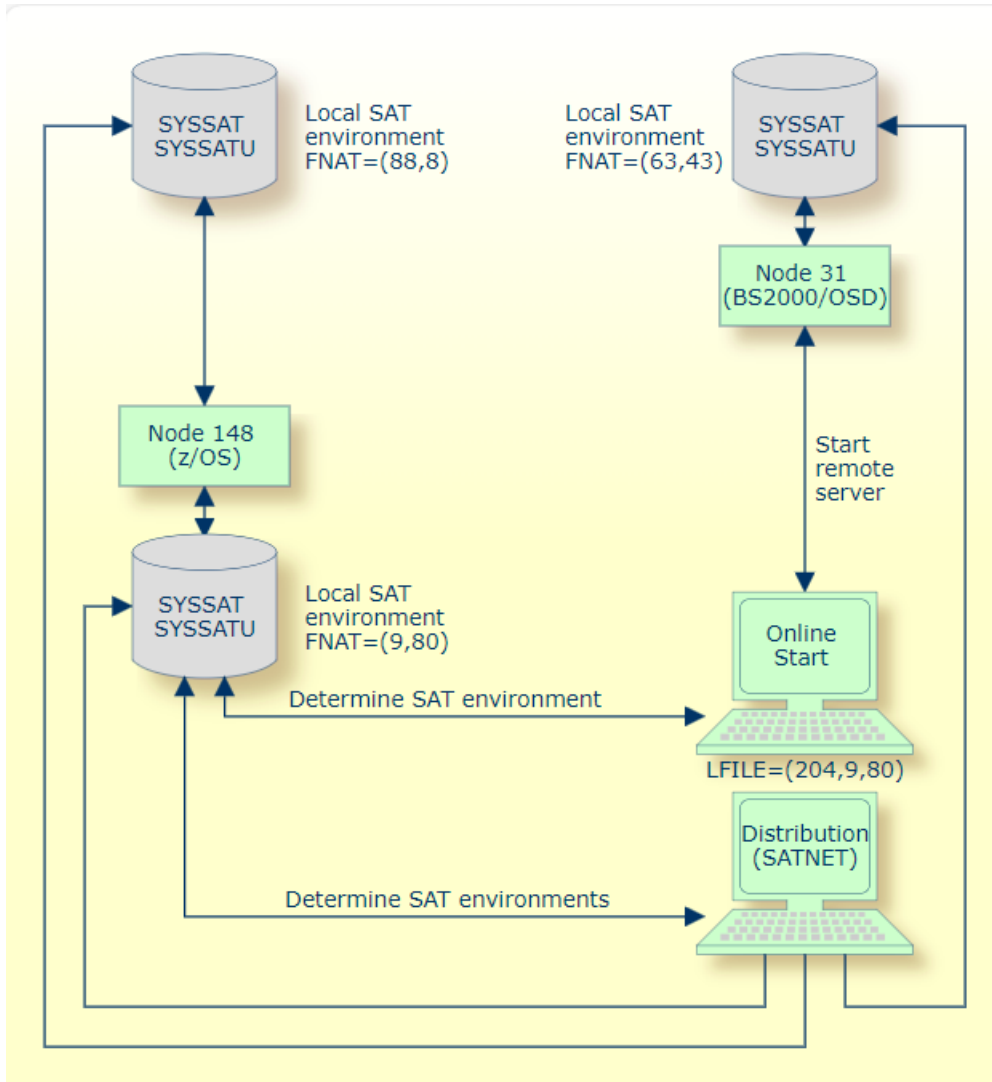 SYSSAT
SYSSATU
Local SAT
environment
FNAT=(88,8)
Local SAT
environment
FNAT=(63,43)
SYSSAT
SYSSATU
Node 31
(BS2000/OSD)
Node 148
(z/OS)
Start
remote
server
SYSSAT
SYSSATU
Local SAT
environment
FNAT=(9,80)
Online
Start
Determine SAT environment
LFILE=(204,9,80)
Distribution
(SATNET)
Determine SAT environments